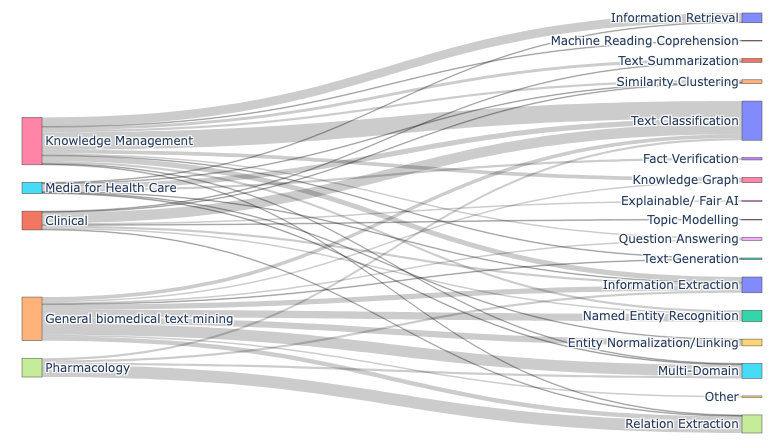 Knowledge Management
Media for Health Care
Clinical
General biomedical text mining
Pharmacology
Information Retrieval
Machine Reading Coprehension
Text Summarization
Similarity Clustering
Text Classification
Fact Verification
Knowledge Graph
Explainable/ Fair AI
Topic Modelling
Question Answering
Text Generation
Information Extraction
Named Entity Recognition
Entity Normalization/Linking
Multi-Domain
Other
Relation Extraction